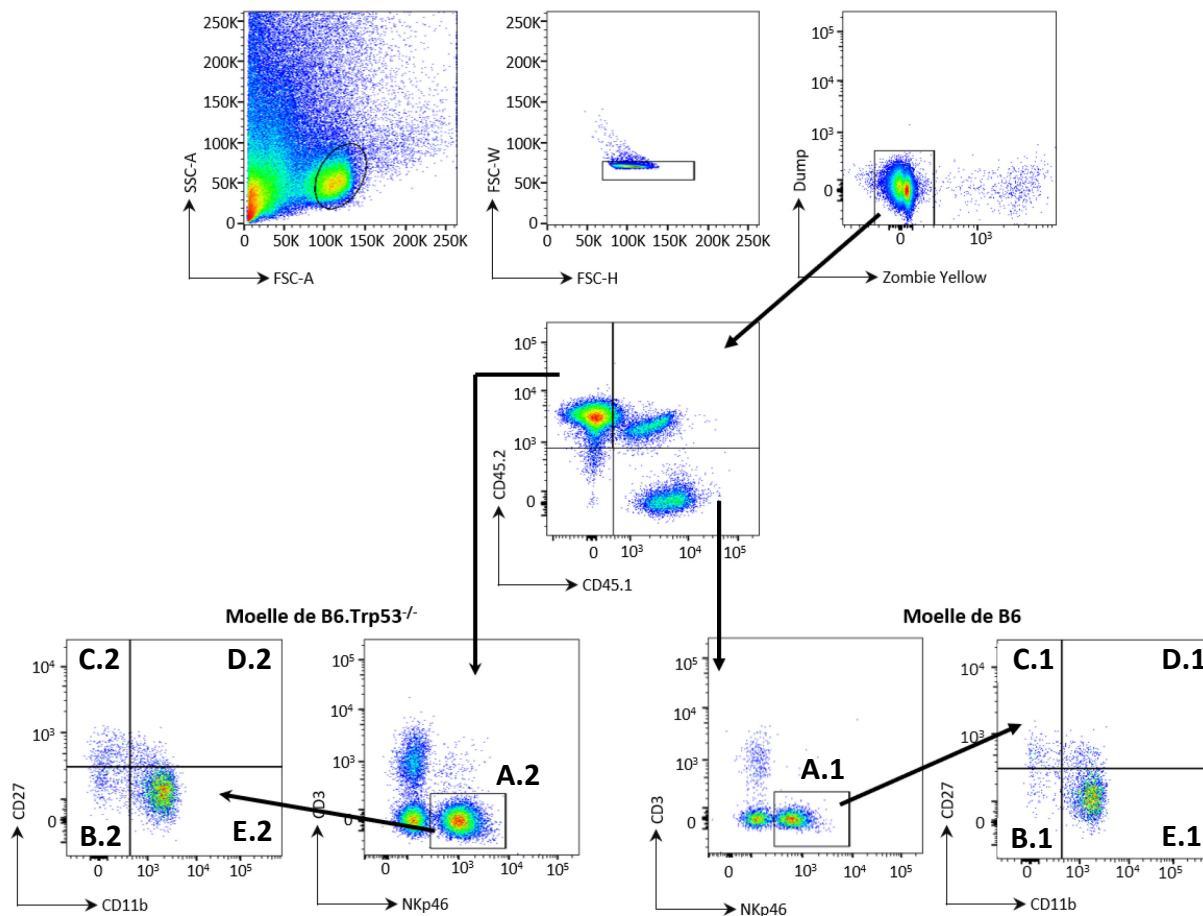 250K
200K
150K
100K
50K
0
SSC-A
0 50K 100K 150K 200K 250K
FSC-A
250K
200K
150K
100K
50K
0
FSC-W
0 50K 100K 150K 200K 250K
FSC-H
10⁵
10⁴
10³
0
Dump
0 10³
Zombie Yellow
10⁵
10⁴
10³
0
CD45.2
0 10³ 10⁴ 10⁵
CD45.1
Moelle de B6.Trp53⁻/⁻
C.2 D.2
B.2 E.2
10⁴
10³
0
CD27
0 10³ 10⁴ 10⁵
CD11b
A.2
10⁵
10⁴
10³
0
CD3
0 10³ 10⁴ 10⁵
NKp46
Moelle de B6
A.1
10⁵
10⁴
10³
0
CD3
0 10³ 10⁴ 10⁵
NKp46
C.1 D.1
B.1 E.1
10⁴
10³
0
CD27
0 10³ 10⁴ 10⁵
CD11b